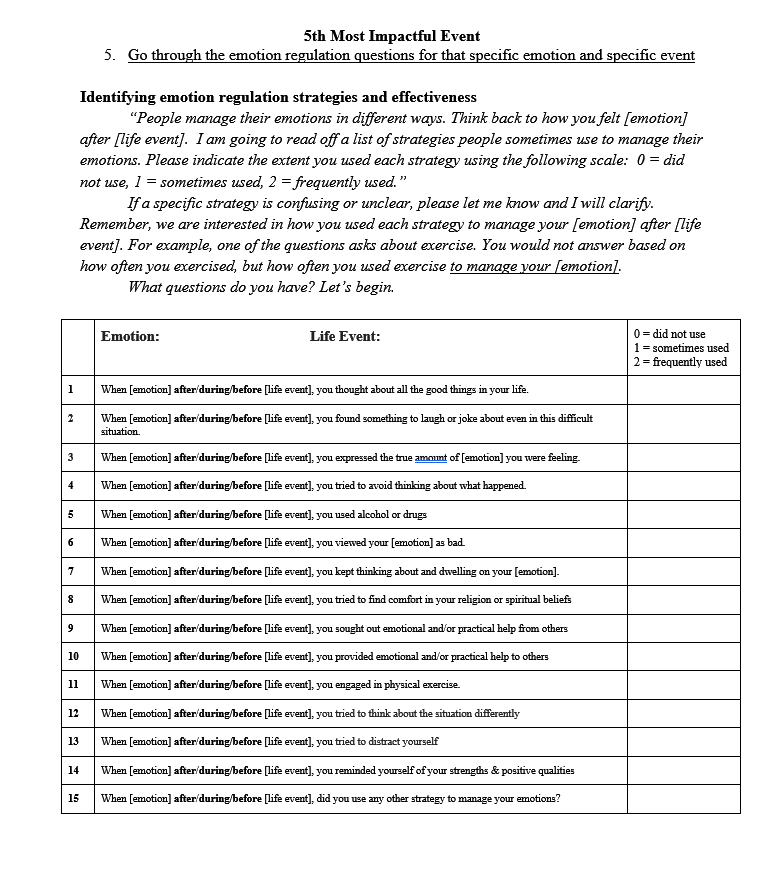 5th Most Impactful Event
5. Go through the emotion regulation questions for that specific emotion and specific event
Identifying emotion regulation strategies and effectiveness
“People manage their emotions in different ways. Think back to how you felt [emotion]
after [life event]. I am going to read off a list of strategies people sometimes use to manage their
emotions. Please indicate the extent you used each strategy using the following scale: 0 = did
not use, 1 = sometimes used, 2 = frequently used.”
If a specific strategy is confusing or unclear, please let me know and I will clarify.
Remember, we are interested in how you used each strategy to manage your [emotion] after [life
event]. For example, one of the questions asks about exercise. You would not answer based on
how often you exercised, but how often you used exercise to manage your [emotion].
What questions do you have? Let’s begin.
Emotion: Life Event:
0 = did not use
1 = sometimes used
2 = frequently used
1 When [emotion] after/during/before [life event], you thought about all the good things in your life.
2 When [emotion] after/during/before [life event], you found something to laugh or joke about even in this difficult
situation.
3 When [emotion] after/during/before [life event], you expressed the true amount of [emotion] you were feeling.
4 When [emotion] after/during/before [life event], you tried to avoid thinking about what happened.
5 When [emotion] after/during/before [life event], you used alcohol or drugs
6 When [emotion] after/during/before [life event], you viewed your [emotion] as bad.
7 When [emotion] after/during/before [life event], you kept thinking about and dwelling on your [emotion].
8 When [emotion] after/during/before [life event], you tried to find comfort in your religion or spiritual beliefs
9 When [emotion] after/during/before [life event], you sought out emotional and/or practical help from others
10 When [emotion] after/during/before [life event], you provided emotional and/or practical help to others
11 When [emotion] after/during/before [life event], you engaged in physical exercise.
12 When [emotion] after/during/before [life event], you tried to think about the situation differently
13 When [emotion] after/during/before [life event], you tried to distract yourself
14 When [emotion] after/during/before [life event], you reminded yourself of your strengths & positive qualities
15 When [emotion] after/during/before [life event], did you use any other strategy to manage your emotions?